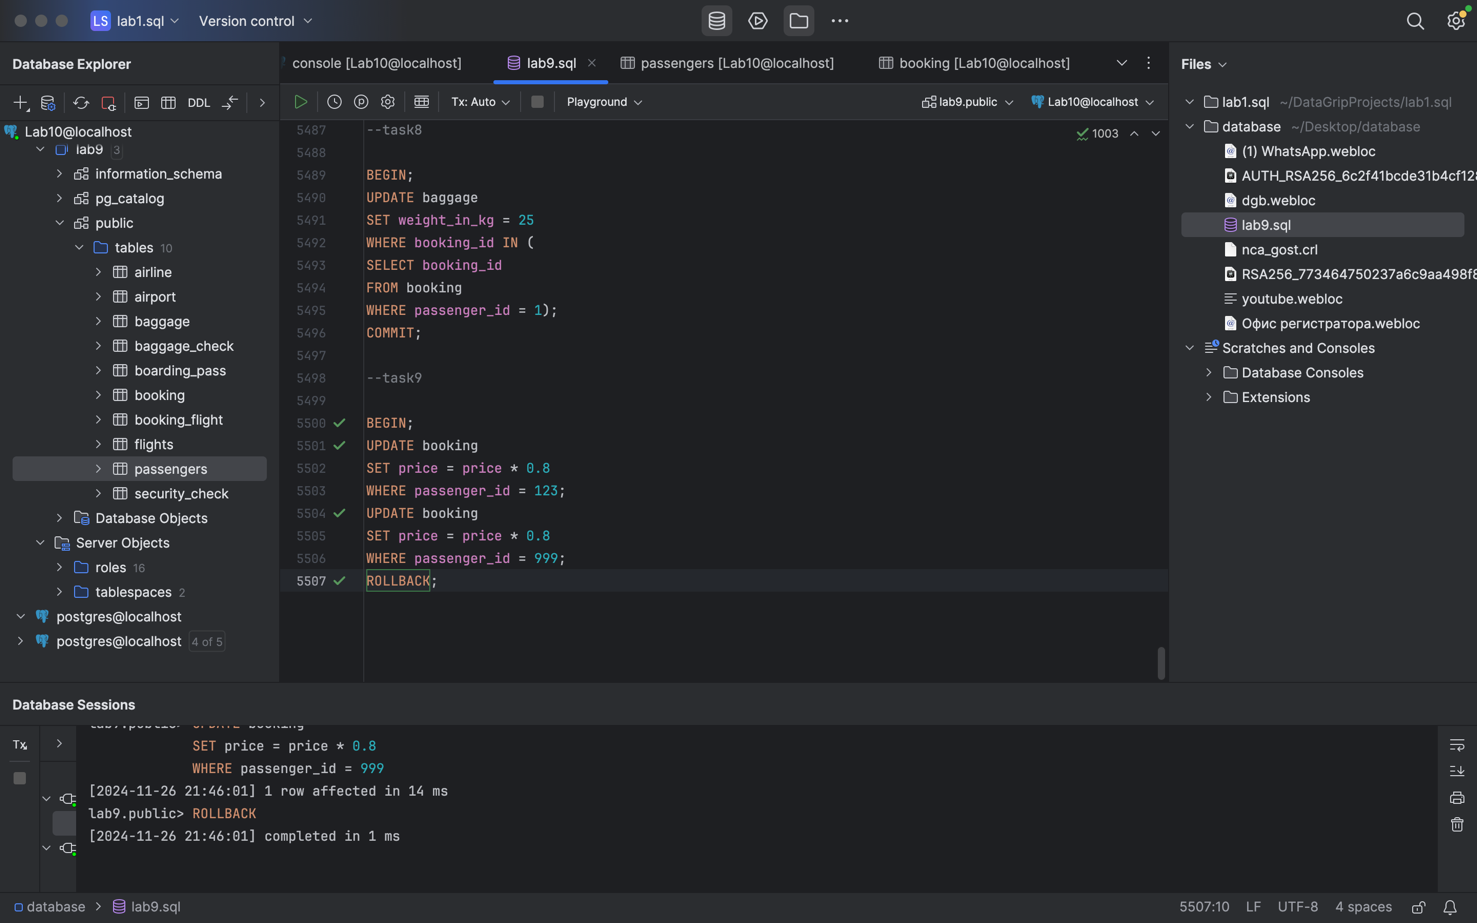 LS lab1.sql
Version control
Database Explorer
DDL
Lab10@localhost
lab9 3
information_schema
pg_catalog
public
tables 10
airline
airport
baggage
baggage_check
boarding_pass
booking
booking_flight
flights
passengers
security_check
Database Objects
Server Objects
roles 16
tablespaces 2
postgres@localhost
postgres@localhost 4 of 5
console [Lab10@localhost]
lab9.sql
passengers [Lab10@localhost]
booking [Lab10@localhost]
Tx: Auto
Playground
lab9.public
Lab10@localhost
1003
5487 --task8
5488
5489 BEGIN;
5490 UPDATE baggage
5491 SET weight_in_kg = 25
5492 WHERE booking_id IN (
5493 SELECT booking_id
5494 FROM booking
5495 WHERE passenger_id = 1);
5496 COMMIT;
5497
5498 --task9
5499
5500 BEGIN;
5501 UPDATE booking
5502 SET price = price * 0.8
5503 WHERE passenger_id = 123;
5504 UPDATE booking
5505 SET price = price * 0.8
5506 WHERE passenger_id = 999;
5507 ROLLBACK;
Files
lab1.sql ~/DataGripProjects/lab1.sql
database ~/Desktop/database
(1) WhatsApp.webloc
AUTH_RSA256_6c2f41bcde31b4cf128
dgb.webloc
lab9.sql
nca_gost.crl
RSA256_773464750237a6c9aa498f8
youtube.webloc
Офис регистратора.webloc
Scratches and Consoles
Database Consoles
Extensions
Database Sessions
Tx
lab9.public> UPDATE booking
SET price = price * 0.8
WHERE passenger_id = 999
[2024-11-26 21:46:01] 1 row affected in 14 ms
lab9.public> ROLLBACK
[2024-11-26 21:46:01] completed in 1 ms
database > lab9.sql
5507:10 LF UTF-8 4 spaces